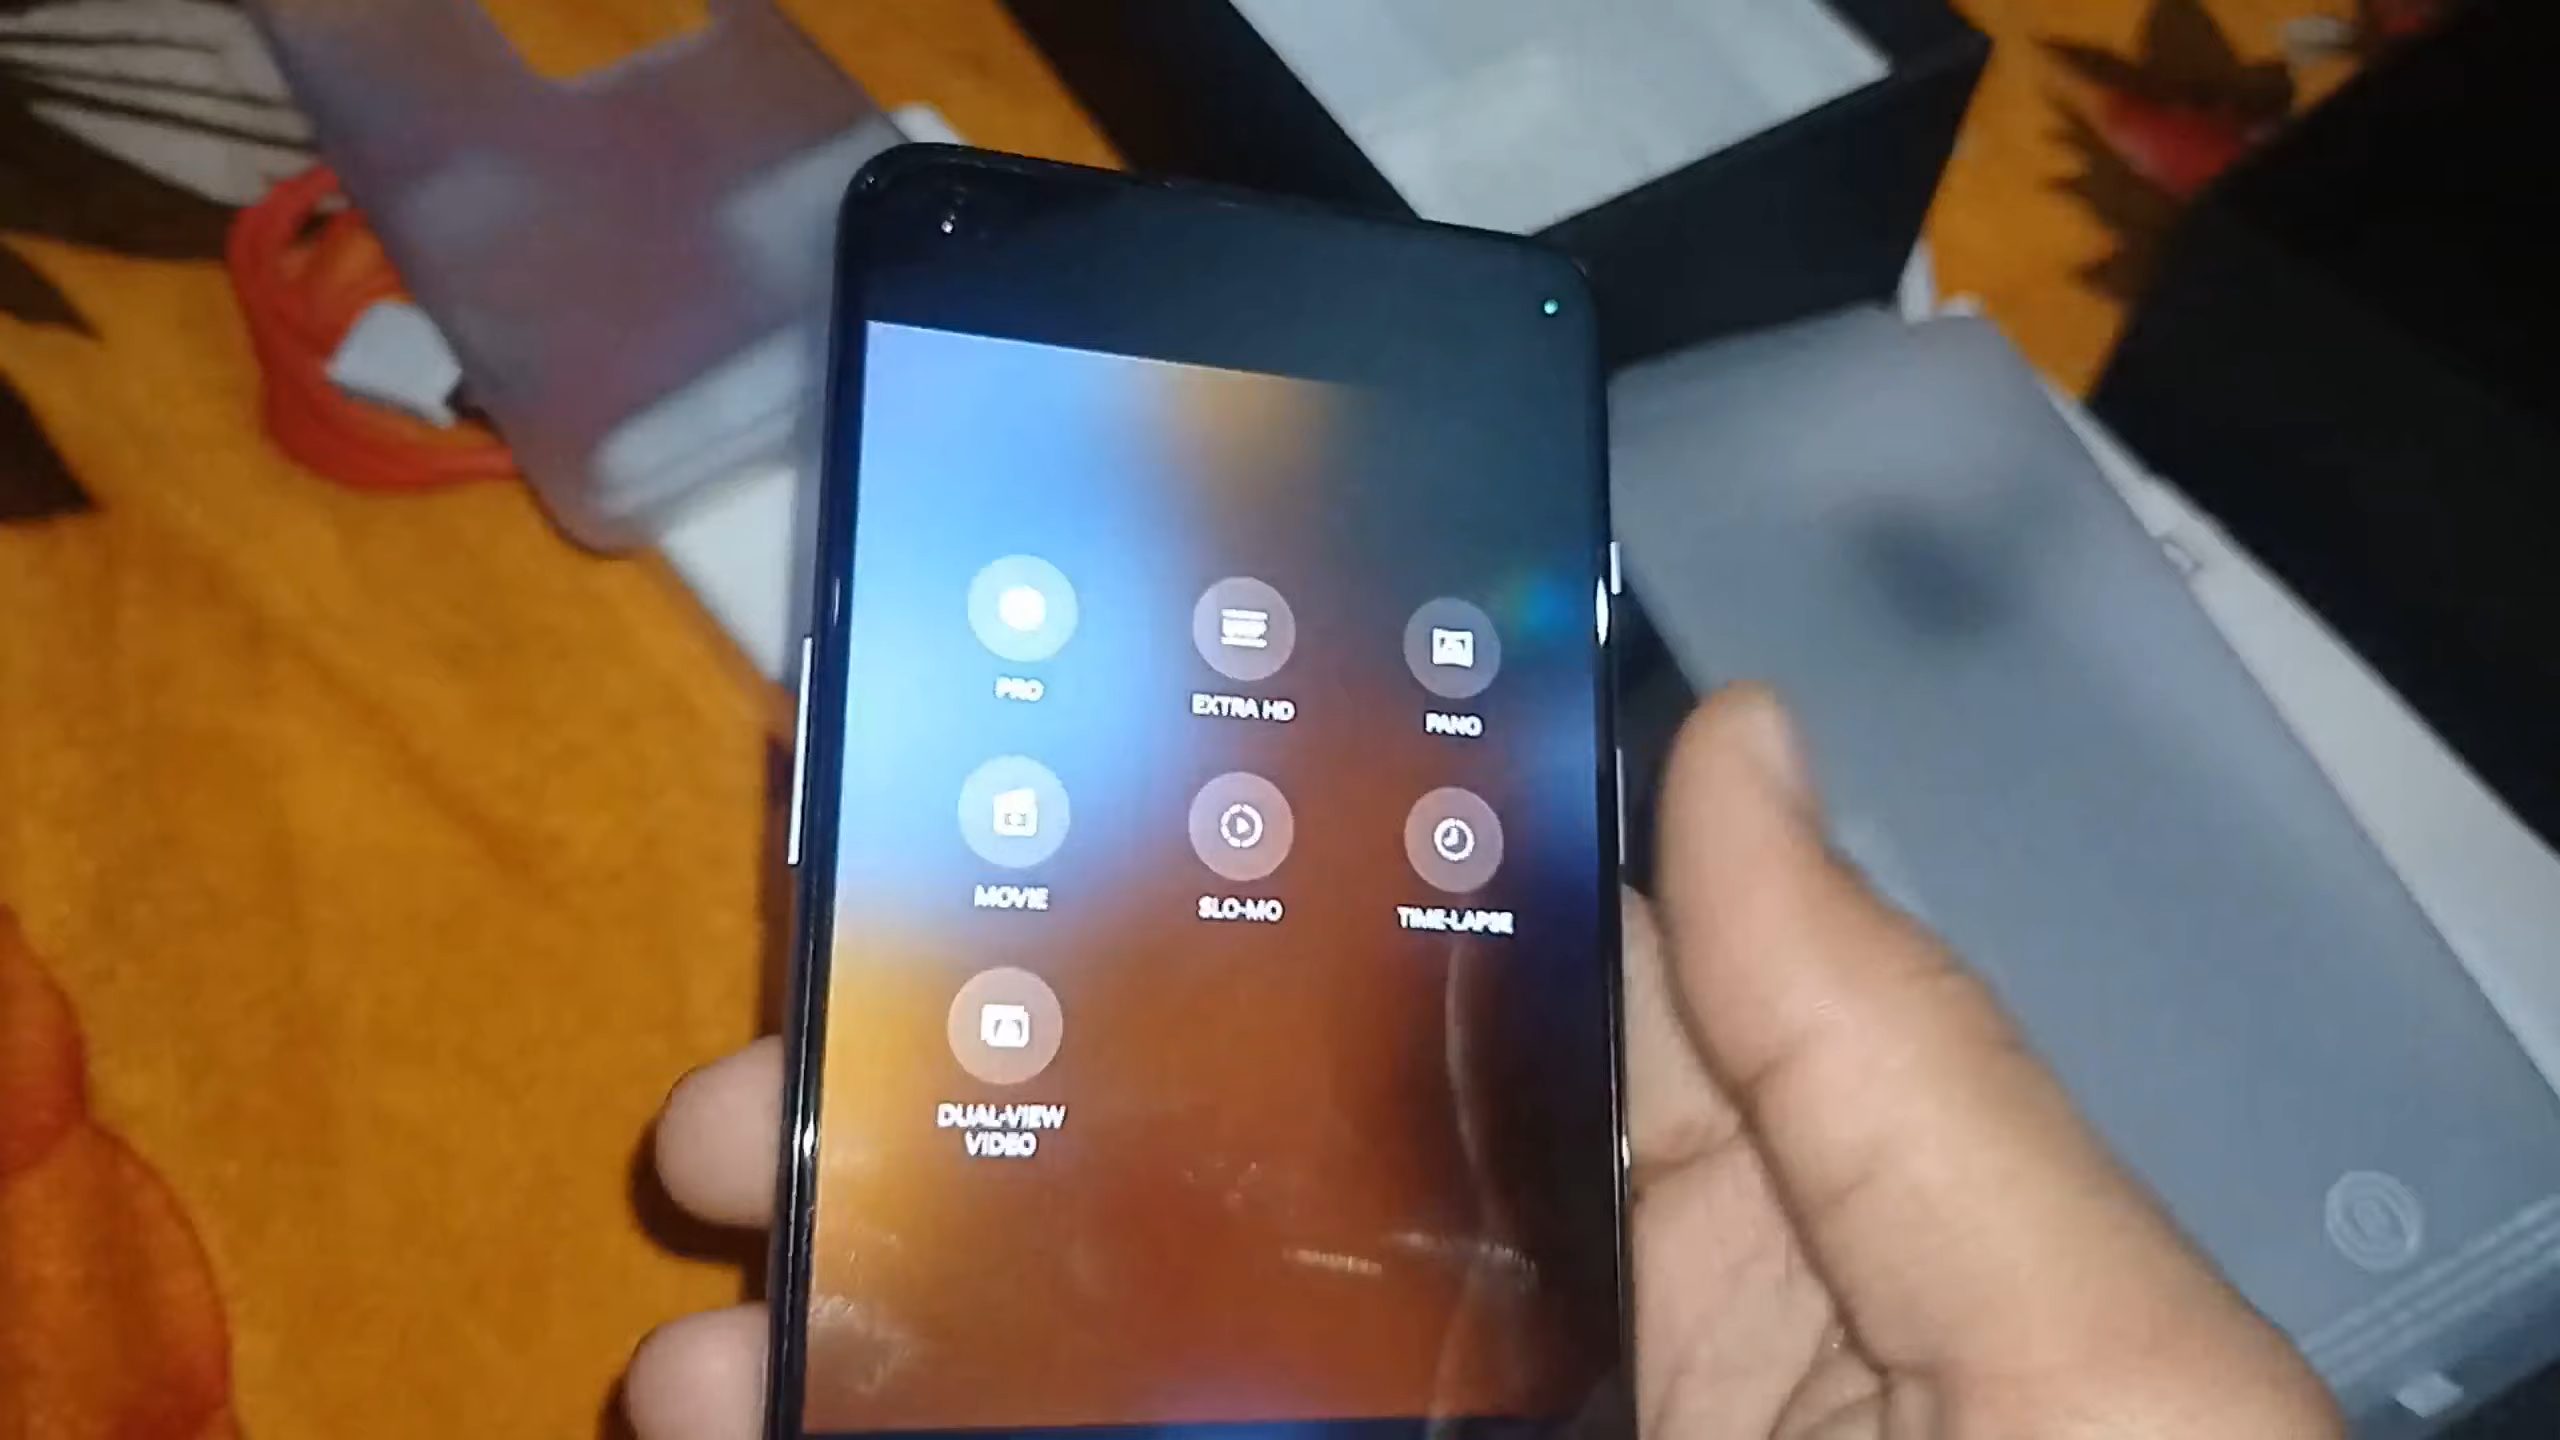 PRO
EXTRA HD
PANO
MOVIE
SLO-MO
TIME-LAPSE
DUAL-VIEW
VIDEO